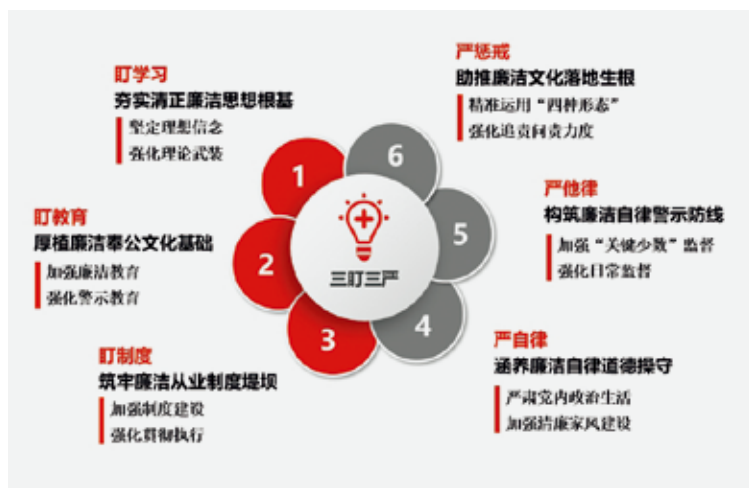 盯学习
夯实清正廉洁思想根基
坚定理想信念
强化理论武装
盯教育
厚植廉洁奉公文化基础
加强廉洁教育
强化警示教育
盯制度
筑牢廉洁从业制度堤坝
加强制度建设
强化贯彻执行
1
2
3
4
5
6
三盯三严
严惩戒
助推廉洁文化落地生根
精准运用“四种形态”
强化追责问责力度
严他律
构筑廉洁自律警示防线
加强“关键少数”监督
强化日常监督
严自律
涵养廉洁自律道德操守
严肃党内政治生活
加强清廉家风建设